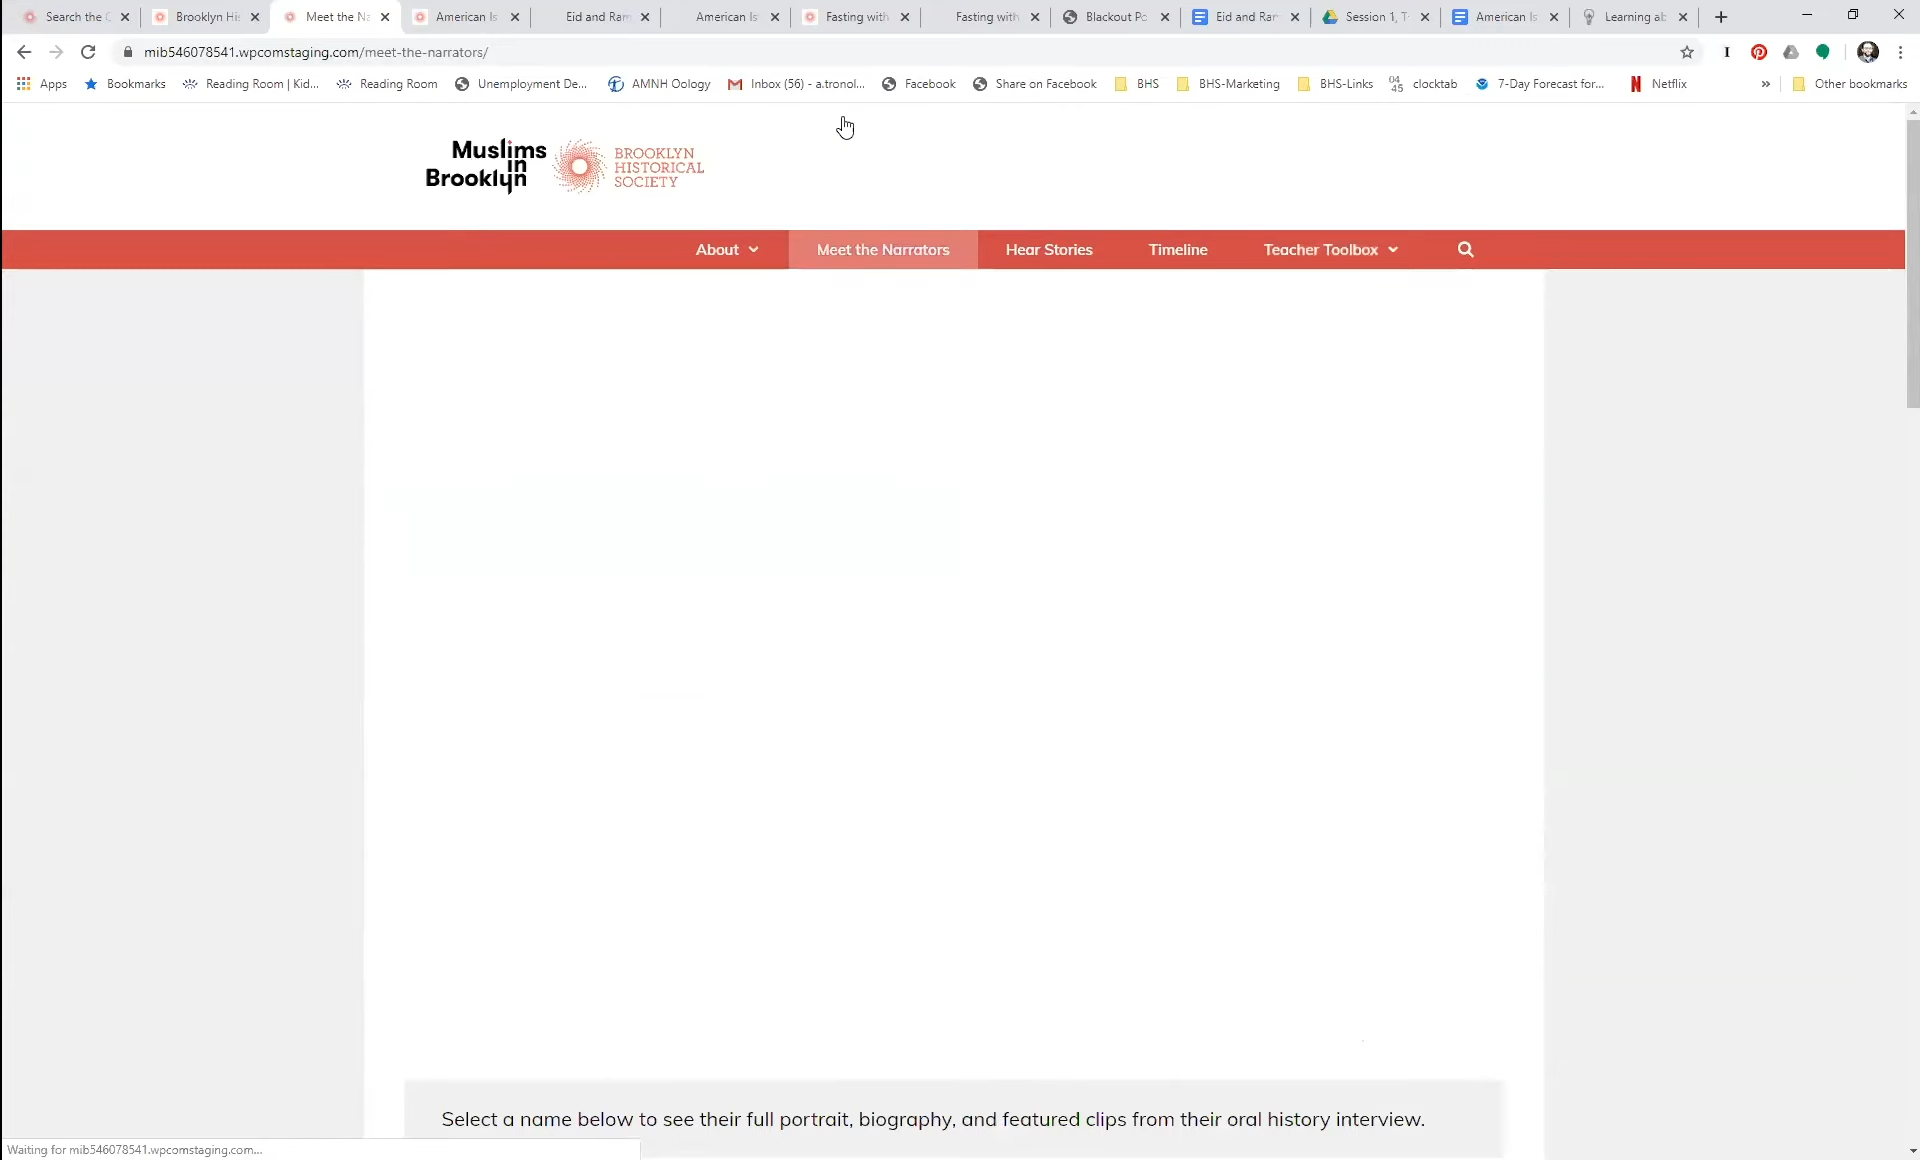 Search the C
Brooklyn His
Meet the Na
American Is
Eid and Ram
American Is
Fasting with
Fasting with
Blackout Po
Eid and Ram
Session 1, T
American Is
Learning ab
mib546078541.wpcomstaging.com/meet-the-narrators/
Apps
Bookmarks
Reading Room | Kid...
Reading Room
Unemployment De...
AMNH Oology
Inbox (56) - a.tronol...
Facebook
Share on Facebook
BHS
BHS-Marketing
BHS-Links
04
45
clocktab
7-Day Forecast for...
Netflix
Other bookmarks
Muslims
in
Brooklyn
BROOKLYN
HISTORICAL
SOCIETY
About
Meet the Narrators
Hear Stories
Timeline
Teacher Toolbox
Select a name below to see their full portrait, biography, and featured clips from their oral history interview.
Waiting for mib546078541.wpcomstaging.com...